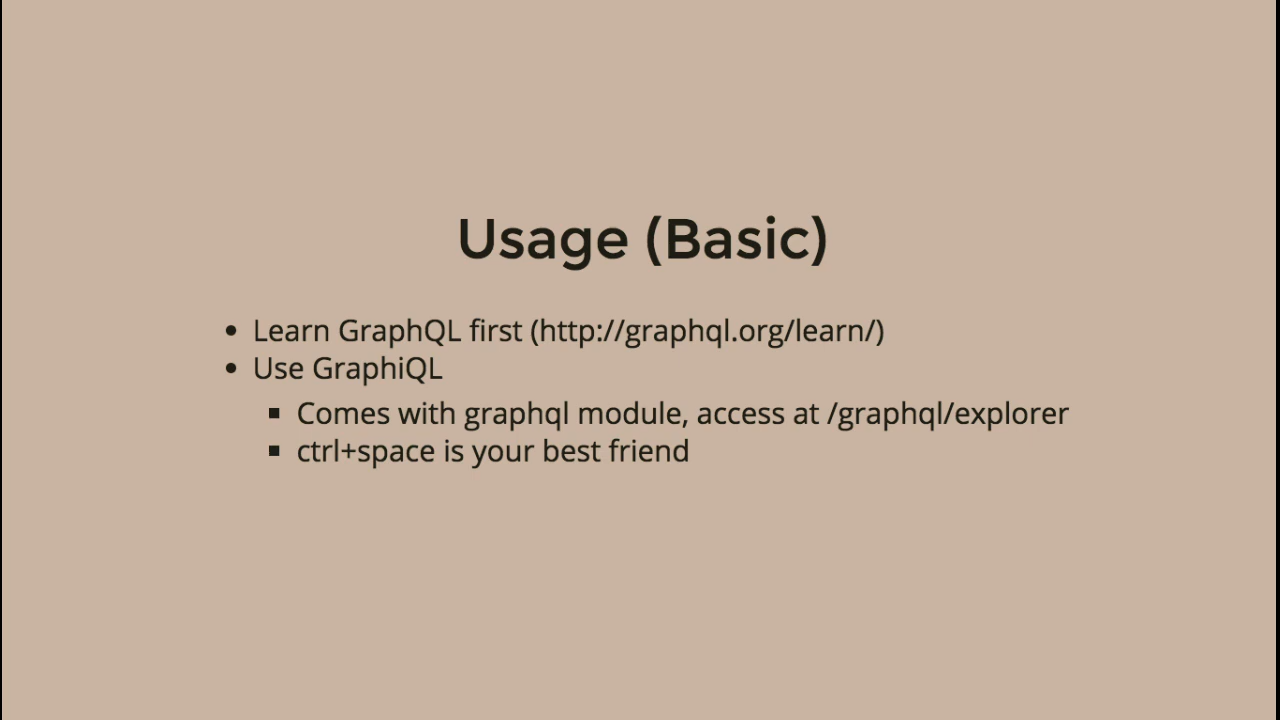 Usage (Basic)
• Learn GraphQL first (http://graphql.org/learn/)
• Use GraphiQL
▪ Comes with graphql module, access at /graphql/explorer
▪ ctrl+space is your best friend